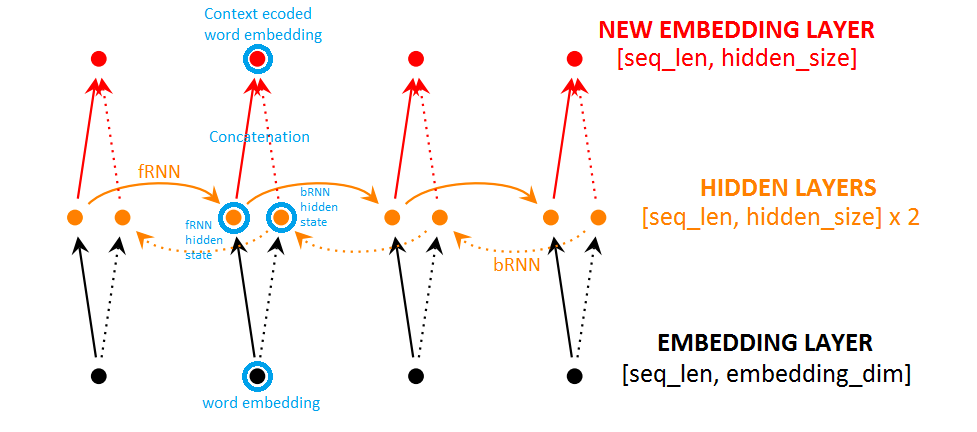 Context ecoded
word embedding
NEW EMBEDDING LAYER
[seq_len, hidden_size]
Concatenation
fRNN
bRNN
hidden
state
HIDDEN LAYERS
[seq_len, hidden_size] x 2
fRNN
hidden
state
bRNN
EMBEDDING LAYER
[seq_len, embedding_dim]
word embedding